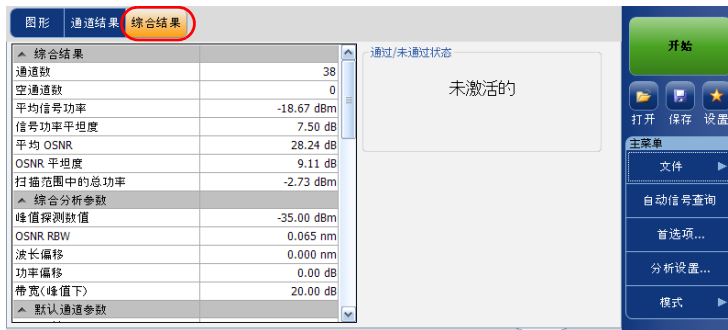 图形 通道结果 综合结果
综合结果
通道数 38
空通道数 0
平均信号功率 -18.67 dBm
信号功率平坦度 7.50 dB
平均 OSNR 28.24 dB
OSNR 平坦度 9.11 dB
扫描范围中的总功率 -2.73 dBm
综合分析参数
峰值探测数值 -35.00 dBm
OSNR RBW 0.065 nm
波长偏移 0.000 nm
功率偏移 0.00 dB
带宽(峰值下) 20.00 dB
默认通道参数
通过/未通过状态
未激活的
开始
打开 保存 设置
主菜单
文件
自动信号查询
首选项...
分析设置...
模式